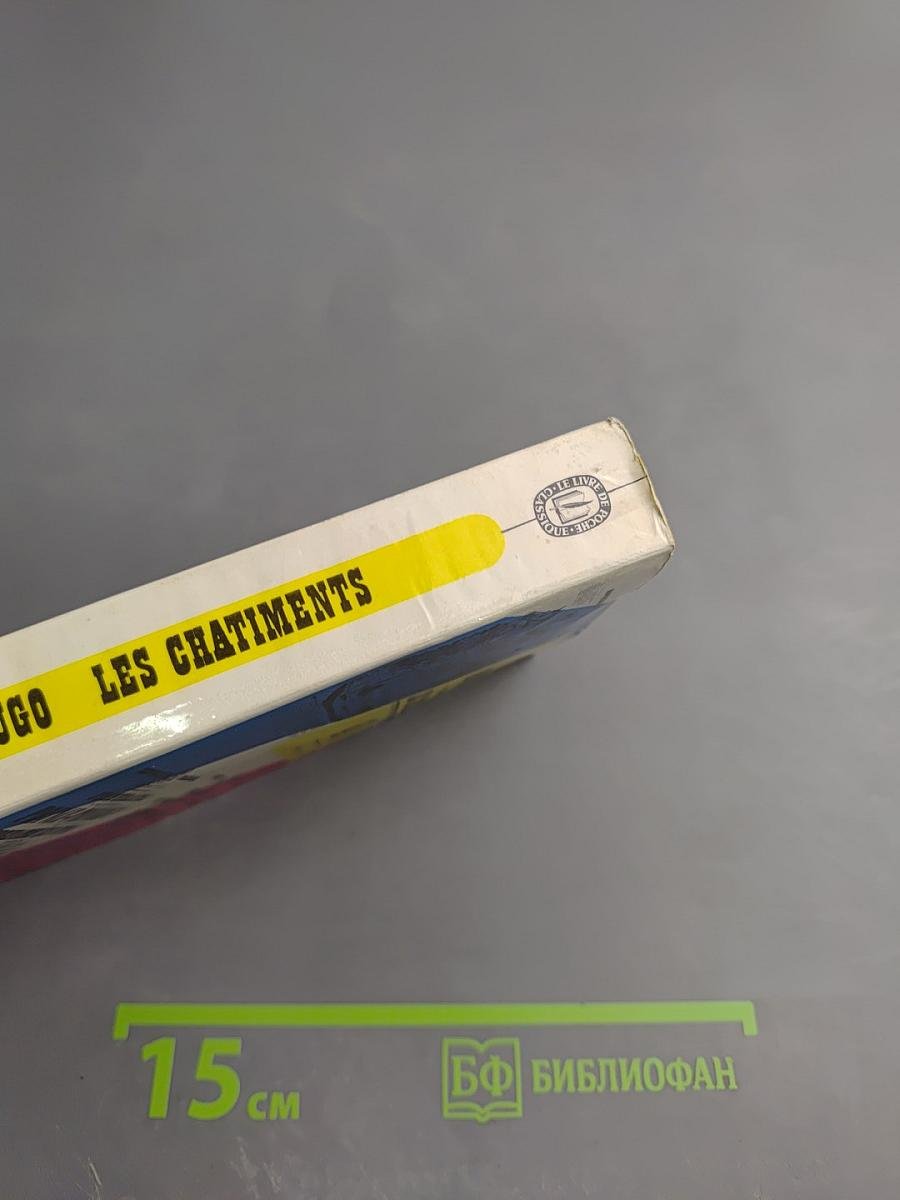 UGO LES CHATIMENTS
CLASSIQUE • LE LIVRE DE POCHE •
15 см
БФ БИБЛИОФАН